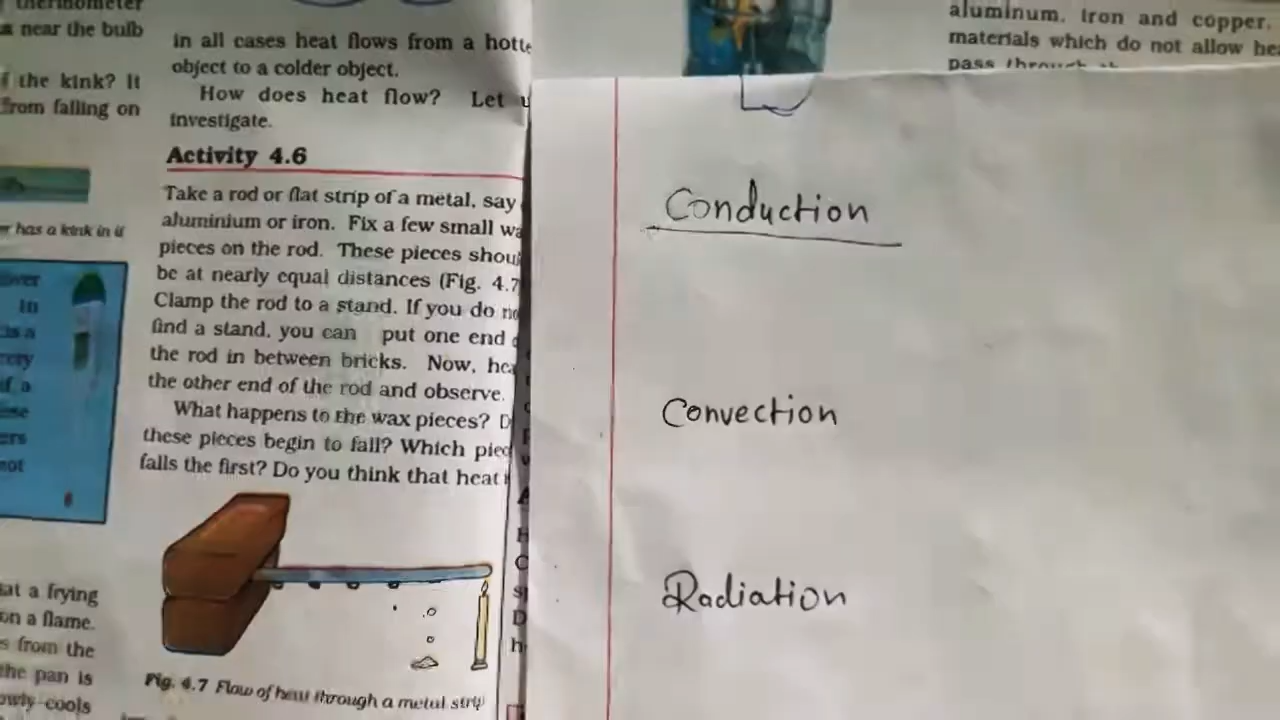 thermometer
near the bulb
the kink? It
from falling on
has a kink in it
in
is a
of a
not
at a frying
on a flame.
from the
the pan is
cools
in all cases heat flows from a
object to a colder object.
How does heat flow? Let
investigate.
Activity 4.6
Take a rod or flat strip of a metal, say
aluminium or iron. Fix a few small
pieces on the rod. These pieces
be at nearly equal distances (Fig. 4.7
Clamp the rod to a stand. If you do
find a stand, you can put one end
the rod in between bricks. Now,
the other end of the rod and observe.
What happens to the wax pieces?
these pieces begin to fall? Which
falls the first? Do you think that heat
Fig. 4.7 Flow of heat through a metal strip
aluminum, iron and copper.
materials which do not allow
pass through
Conduction
Convection
Radiation